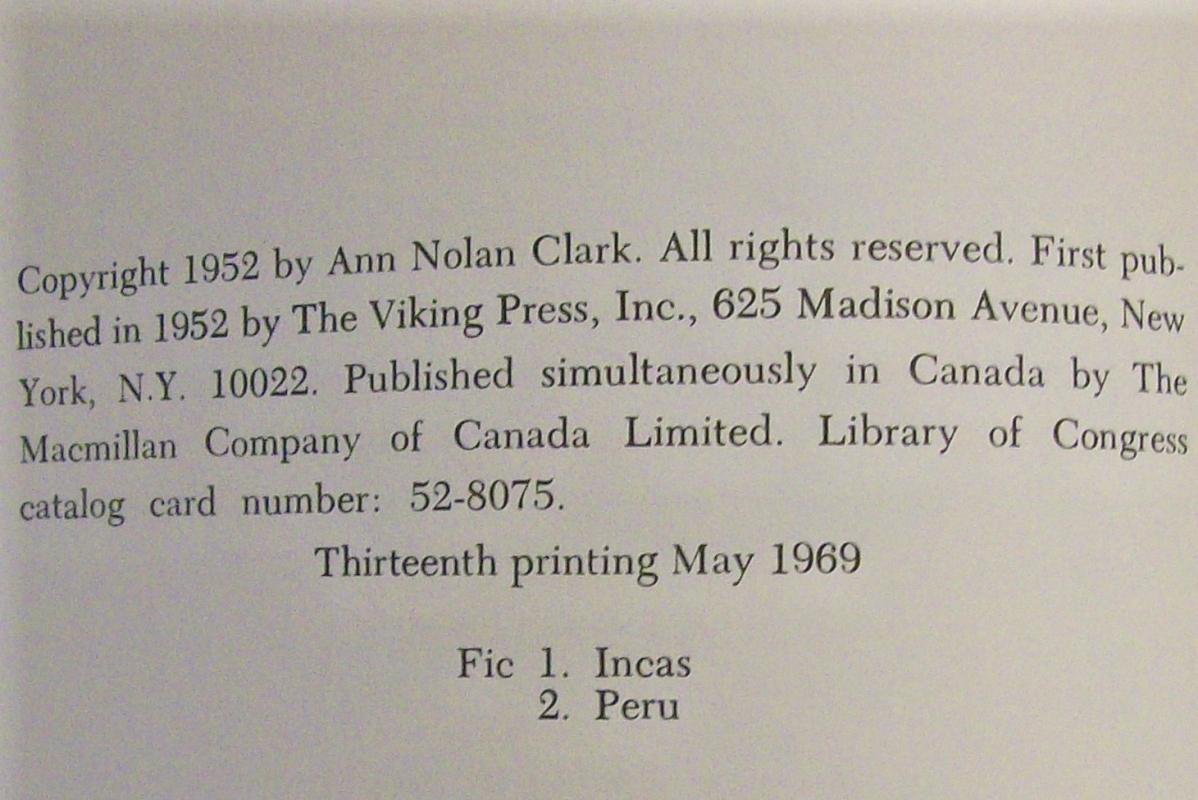 Copyright 1952 by Ann Nolan Clark. All rights reserved. First pub-
lished in 1952 by The Viking Press, Inc., 625 Madison Avenue, New
York, N.Y. 10022. Published simultaneously in Canada by The
Macmillan Company of Canada Limited. Library of Congress
catalog card number: 52-8075.
Thirteenth printing May 1969
Fic 1. Incas
2. Peru